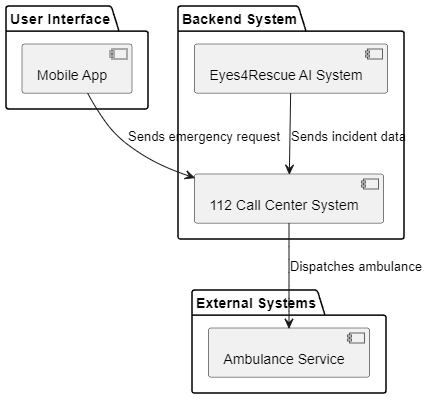 User Interface
Backend System
Mobile App
Eyes4Rescue AI System
Sends emergency request
Sends incident data
112 Call Center System
Dispatches ambulance
External Systems
Ambulance Service